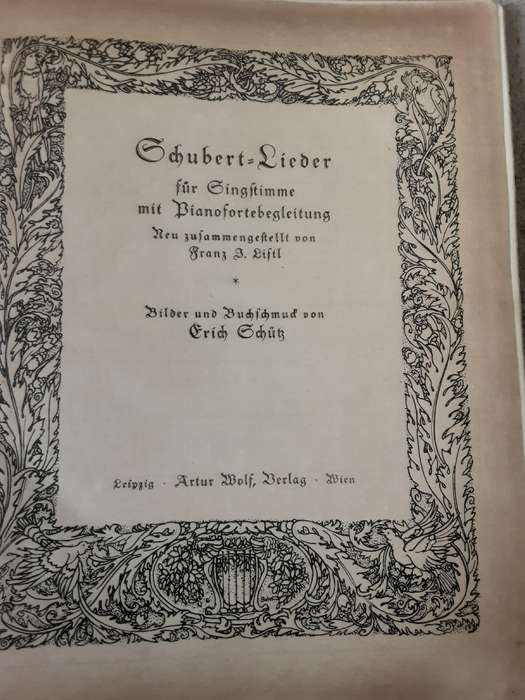 Schubert-Lieder
für Singstimme
mit Pianofortebegleitung
Neu zusammengestellt von
Franz J. Listl
*
Bilder und Buchschmuck von
Erich Schütz
Leipzig · Artur Wolf, Verlag · Wien